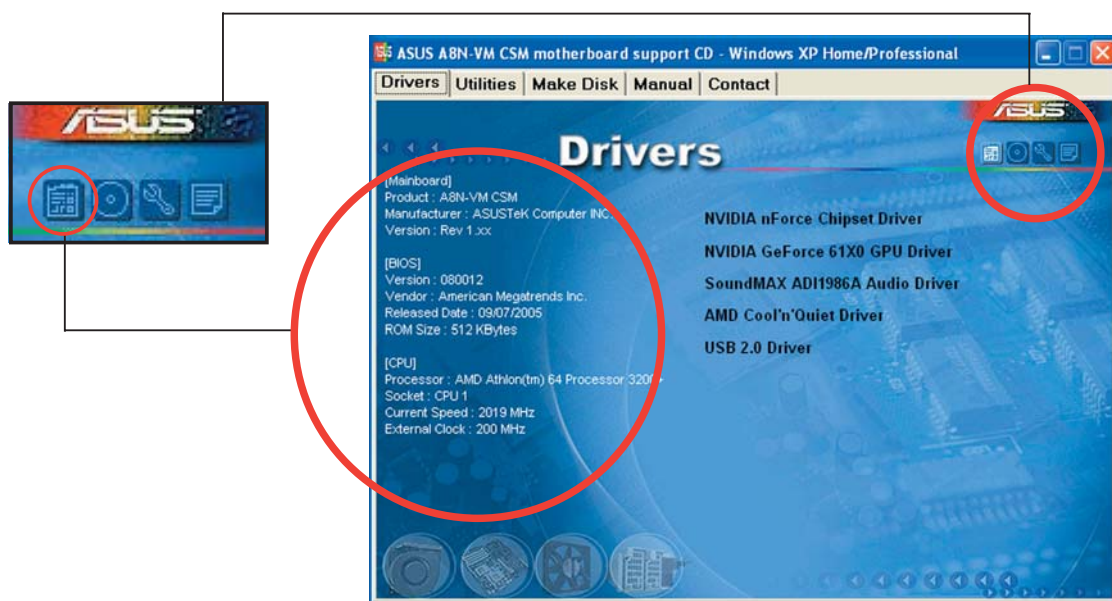 ASUS
ASUS A8N-VM CSM motherboard support CD - Windows XP Home/Professional
Drivers Utilities Make Disk Manual Contact
ASUS
Drivers
[Mainboard]
Product : A8N-VM CSM
Manufacturer : ASUSTeK Computer INC.
Version : Rev 1.xx
[BIOS]
Version : 080012
Vendor : American Megatrends Inc.
Released Date : 09/07/2005
ROM Size : 512 KBytes
[CPU]
Processor : AMD Athlon(tm) 64 Processor 3200+
Socket : CPU 1
Current Speed : 2019 MHz
External Clock : 200 MHz
NVIDIA nForce Chipset Driver
NVIDIA GeForce 61X0 GPU Driver
SoundMAX ADI1986A Audio Driver
AMD Cool'n'Quiet Driver
USB 2.0 Driver